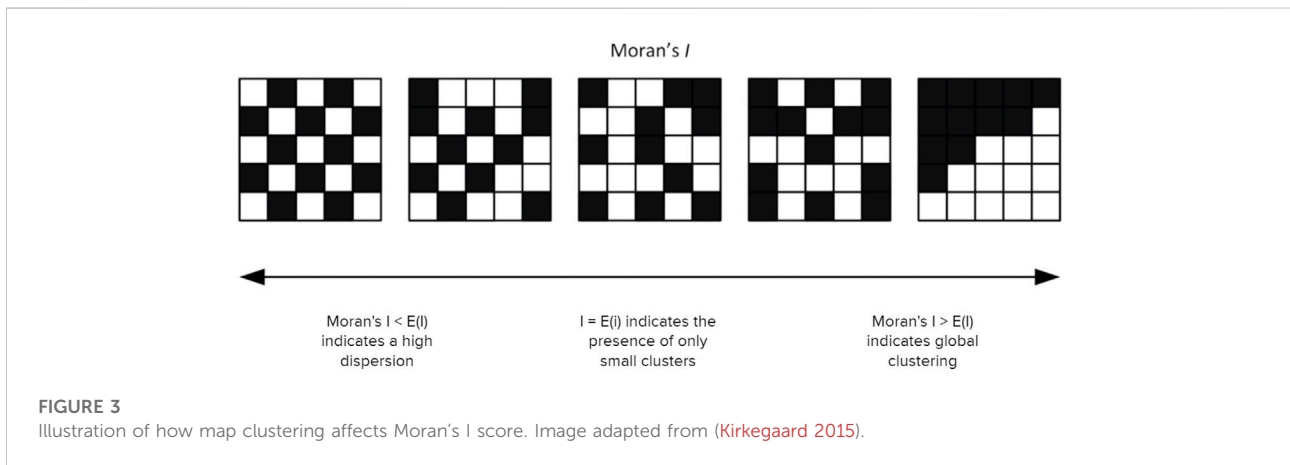 Moran's I
Moran's I < E(I)
indicates a high
dispersion
I = E(i) indicates the
presence of only
small clusters
Moran's I > E(I)
indicates global
clustering
FIGURE 3
Illustration of how map clustering affects Moran's I score. Image adapted from (Kirkegaard 2015).